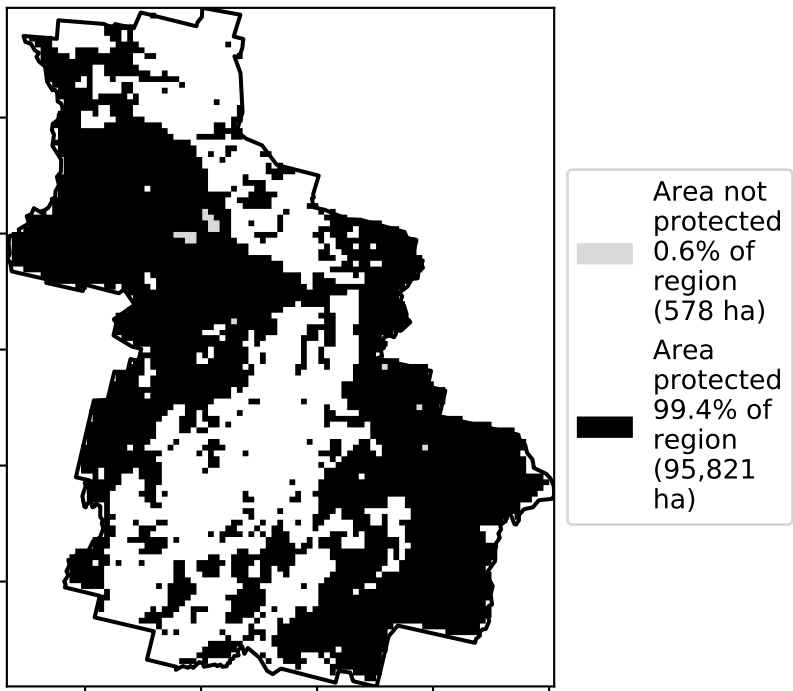 Area not
protected
0.6% of
region
(578 ha)
Area
protected
99.4% of
region
(95,821
ha)